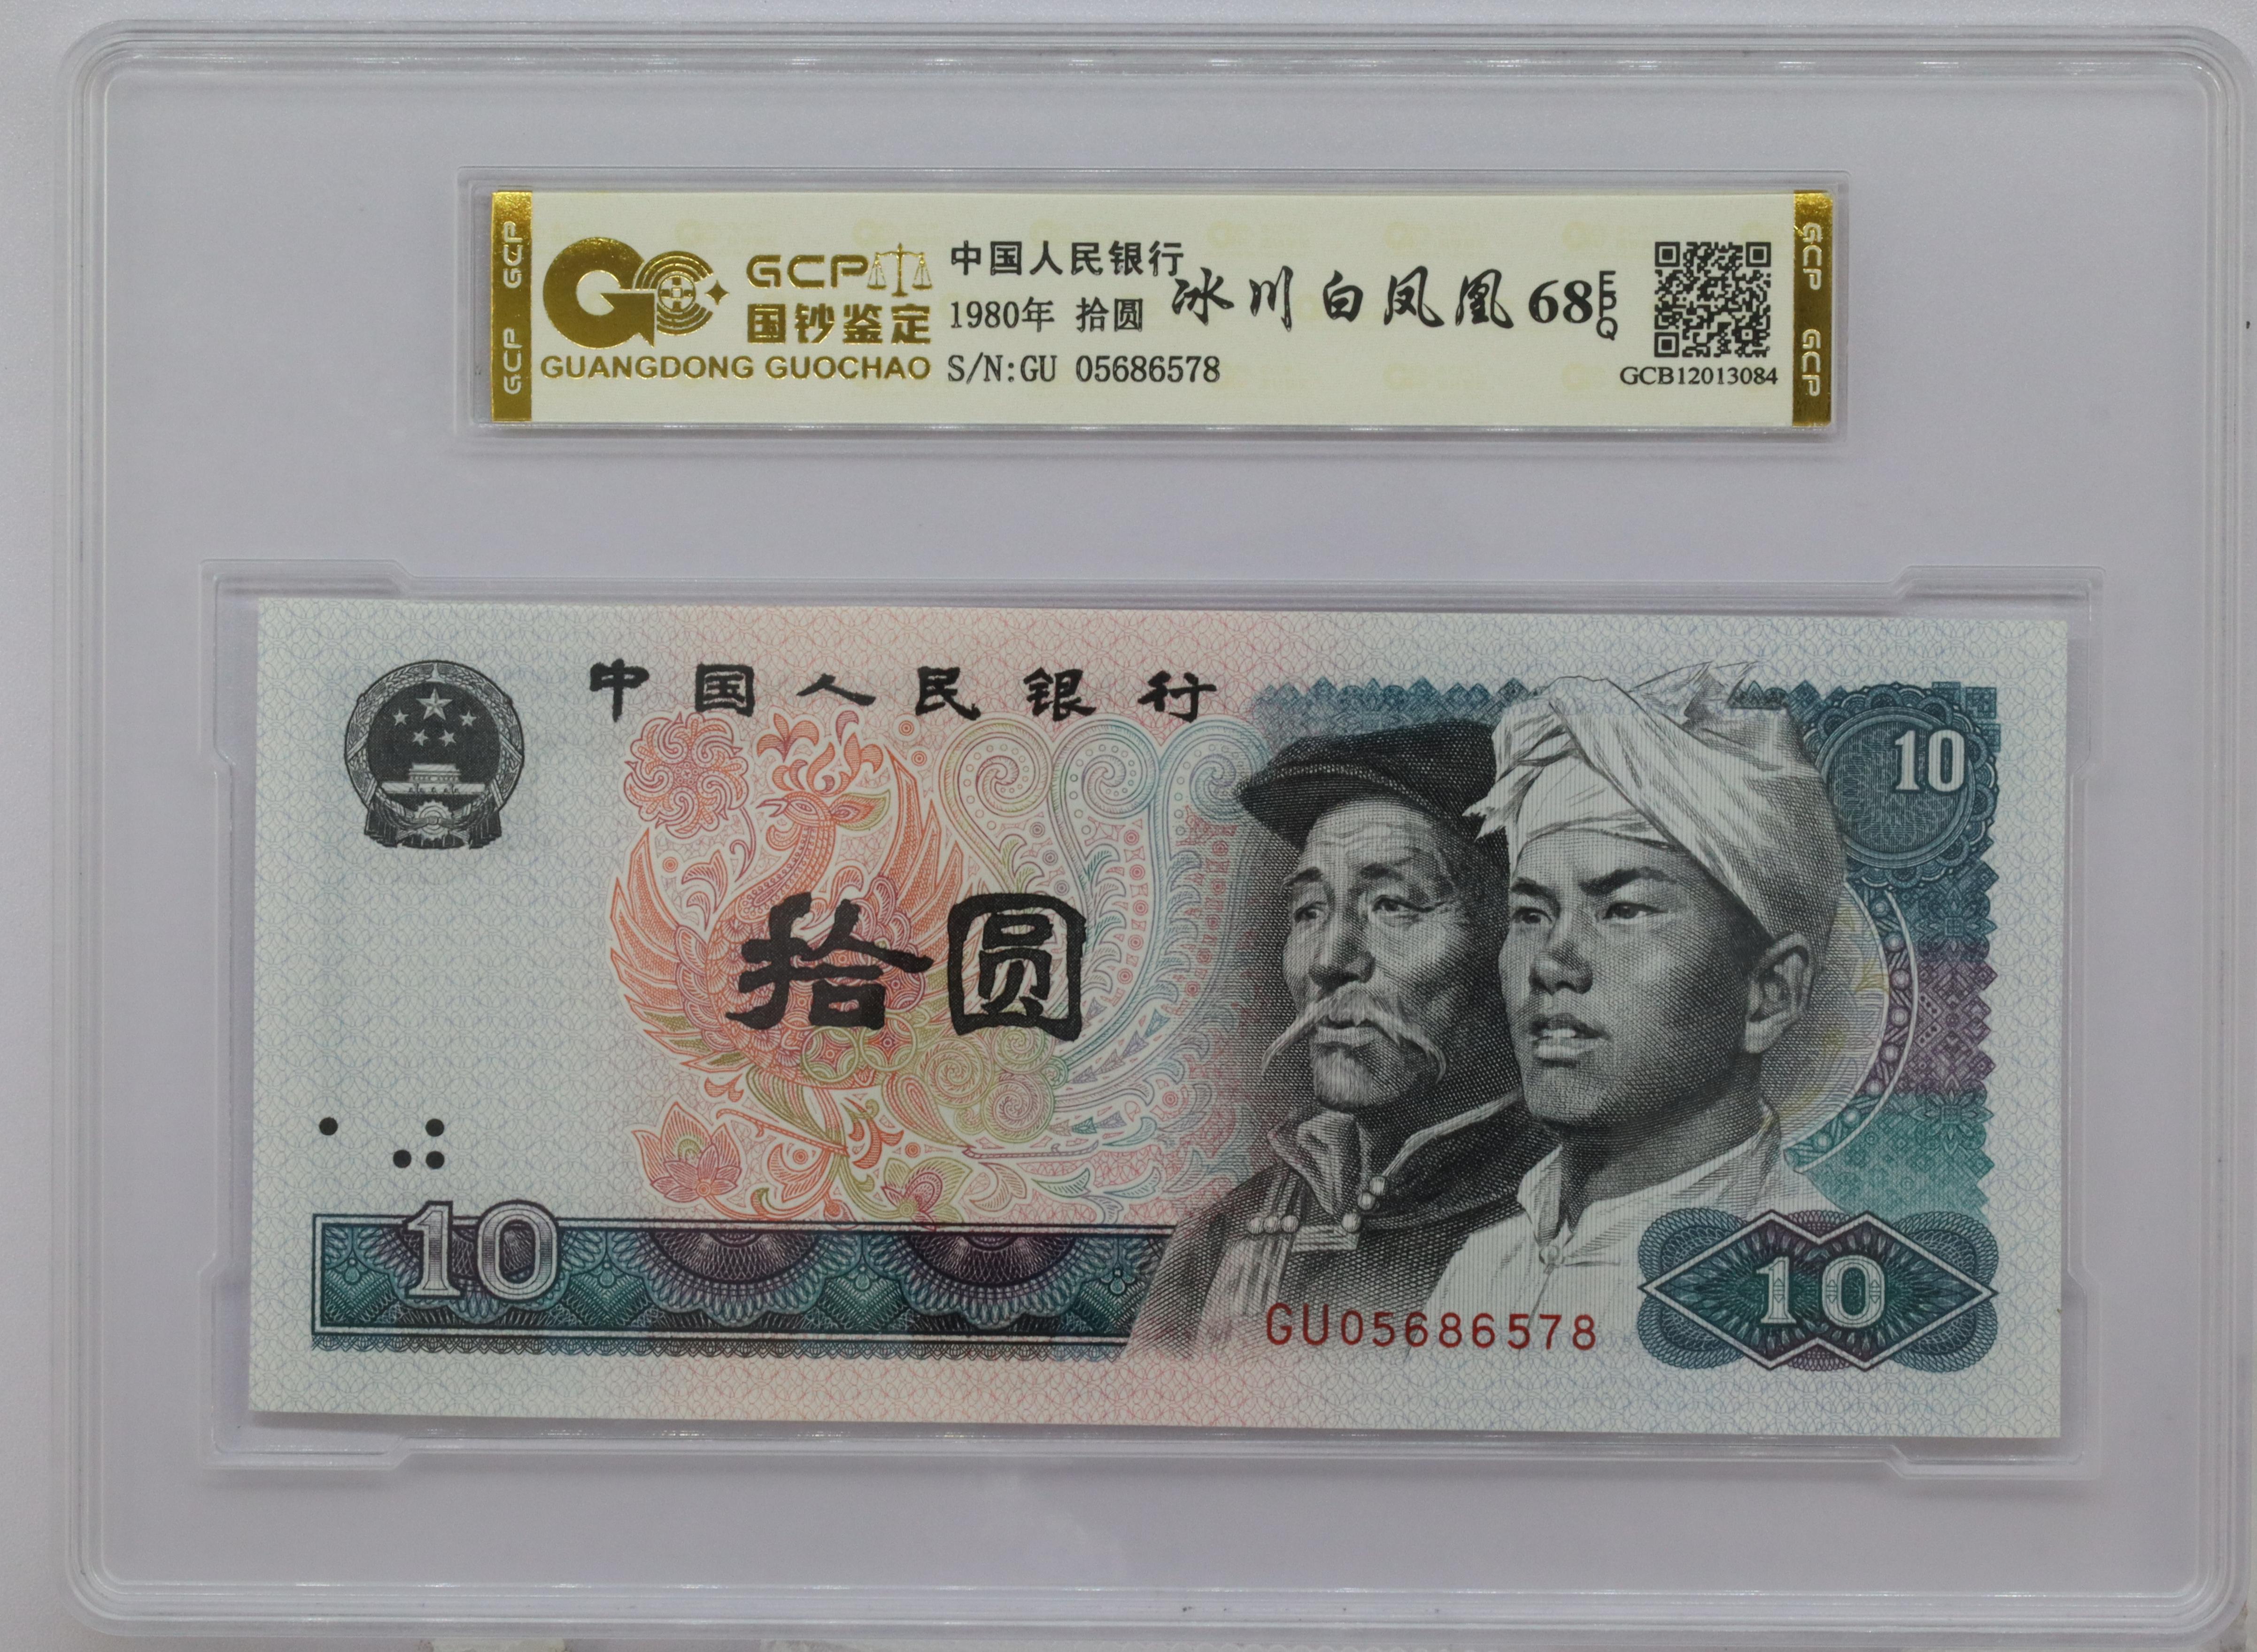 GCP GCP
GCP
国钞鉴定
GUANGDONG GUOCHAO
中国人民银行
1980年 拾圆
S/N:GU 05686578
冰川白凤凰 68 EPQ
GCB12013084
GCP GCP
中国人民银行
10
拾圆
10
GU05686578
10